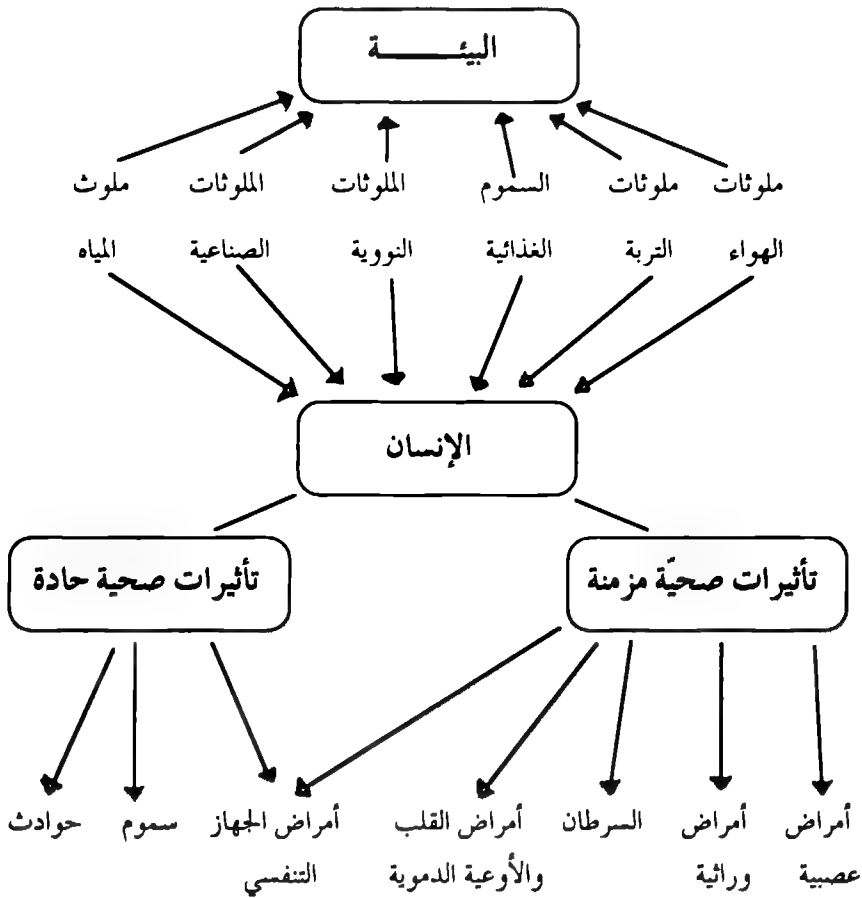 البيئـــــــة
ملوثات ملوثات السموم الملوثات الملوثات ملوث
الهواء التربة الغذائية النووية الصناعية المياه
الإنسان
تأثيرات صحيّة مزمنة تأثيرات صحية حادة
أمراض أمراض السرطان أمراض القلب أمراض الجهاز سموم حوادث
عصبية وراثية والأوعية الدموية التنفسي